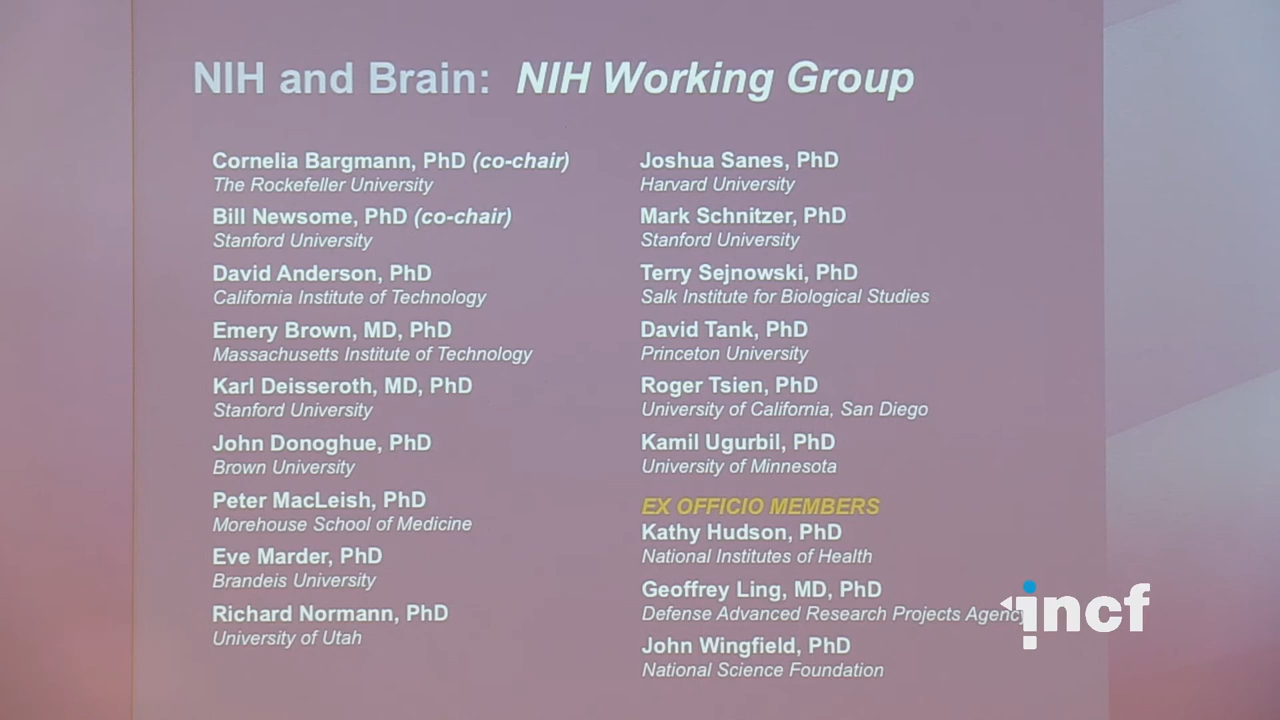 NIH and Brain: NIH Working Group
Cornelia Bargmann, PhD (co-chair)
The Rockefeller University
Bill Newsome, PhD (co-chair)
Stanford University
David Anderson, PhD
California Institute of Technology
Emery Brown, MD, PhD
Massachusetts Institute of Technology
Karl Deisseroth, MD, PhD
Stanford University
John Donoghue, PhD
Brown University
Peter MacLeish, PhD
Morehouse School of Medicine
Eve Marder, PhD
Brandeis University
Richard Normann, PhD
University of Utah
Joshua Sanes, PhD
Harvard University
Mark Schnitzer, PhD
Stanford University
Terry Sejnowski, PhD
Salk Institute for Biological Studies
David Tank, PhD
Princeton University
Roger Tsien, PhD
University of California, San Diego
Kamil Ugurbil, PhD
University of Minnesota
EX OFFICIO MEMBERS
Kathy Hudson, PhD
National Institutes of Health
Geoffrey Ling, MD, PhD
Defense Advanced Research Projects Agency
John Wingfield, PhD
National Science Foundation
incf